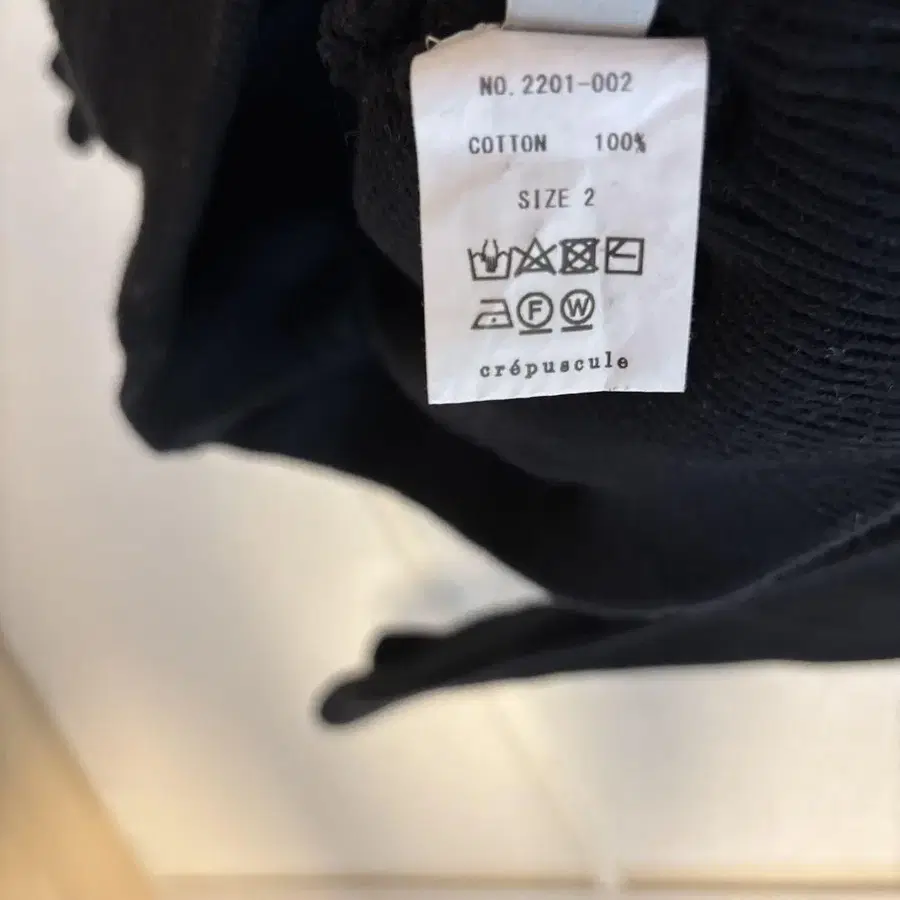 NO. 2201-002
COTTON 100%
SIZE 2
F W
crépuscule